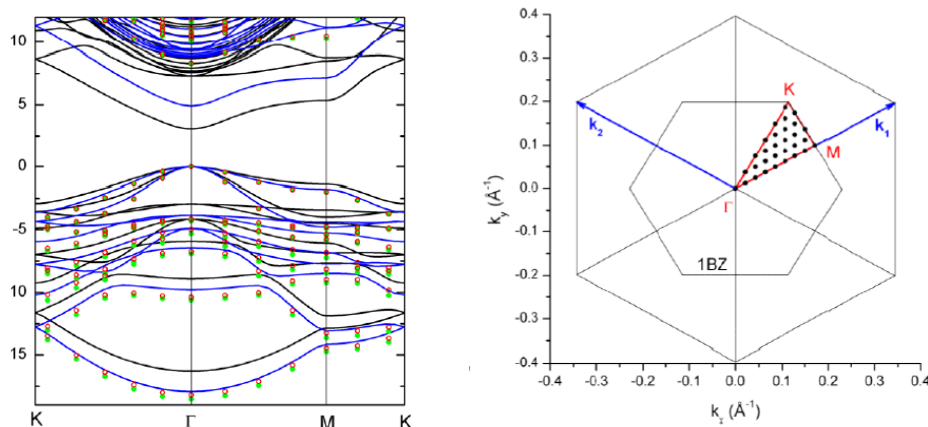 10
5
0
-5
10
15
K
Γ
M
K
0.4
0.3
0.2
0.1
0.0
-0.1
-0.2
-0.3
-0.4
k_y (Å⁻¹)
K
k₂
k₁
M
Γ
1BZ
-0.4 -0.3 -0.2 -0.1 0.0 0.1 0.2 0.3 0.4
k_x (Å⁻¹)